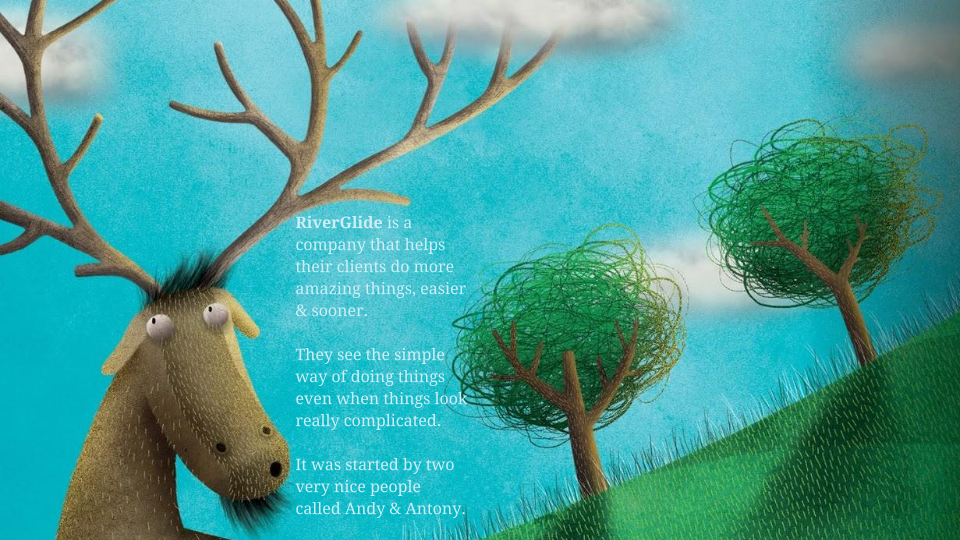 RiverGlide is a
company that helps
their clients do more
amazing things, easier
& sooner.
They see the simple
way of doing things
even when things look
really complicated.
It was started by two
very nice people
called Andy & Antony.